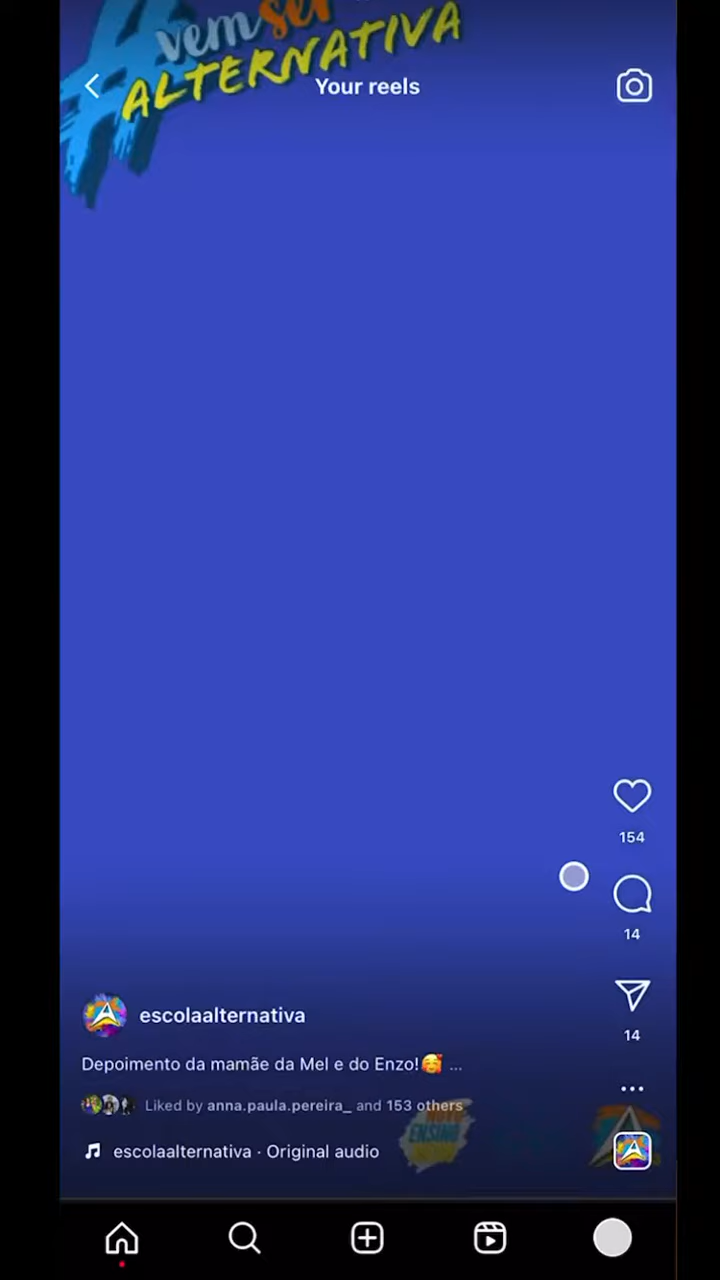 vem ser
ALTERNATIVA
Your reels
154
14
14
escolaalternativa
Depoimento da mamãe da Mel e do Enzo!🥰 ...
Liked by anna.paula.pereira_ and 153 others
escolaalternativa · Original audio
ENSINO